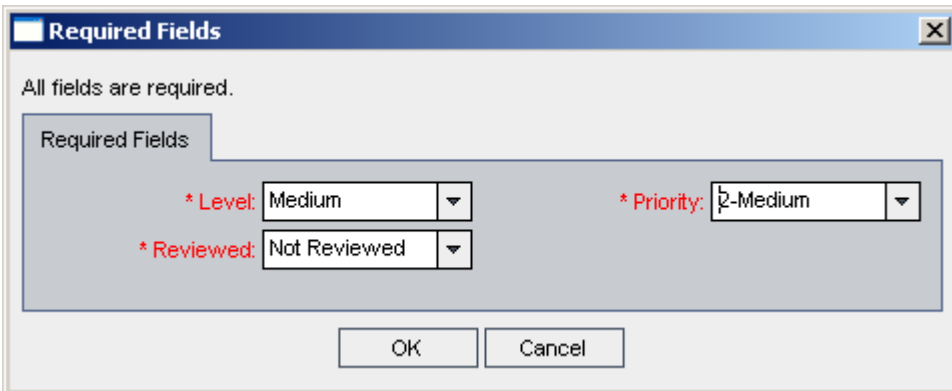 Required Fields
All fields are required.
Required Fields
* Level: Medium * Priority: 2-Medium
* Reviewed: Not Reviewed
OK Cancel